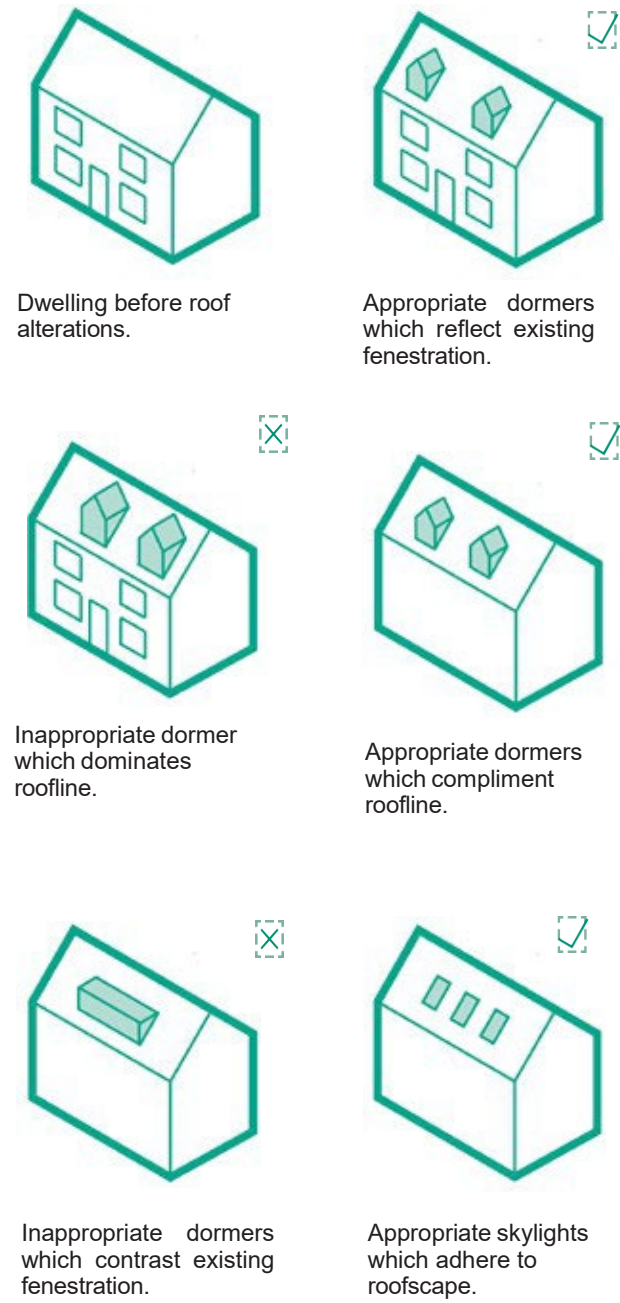 Dwelling before roof
alterations.
Appropriate dormers
which reflect existing
fenestration.
Inappropriate dormer
which dominates
roofline.
Appropriate dormers
which compliment
roofline.
Inappropriate dormers
which contrast existing
fenestration.
Appropriate skylights
which adhere to
roofscape.